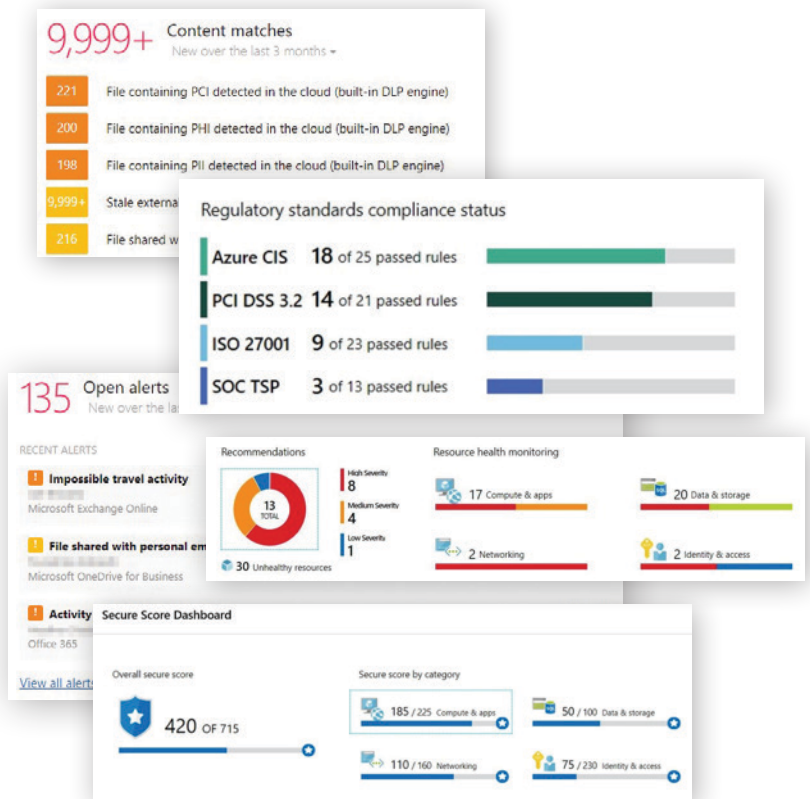 9,999+ Content matches
New over the last 3 months
221 File containing PCI detected in the cloud (built-in DLP engine)
200 File containing PHI detected in the cloud (built-in DLP engine)
198 File containing PII detected in the cloud (built-in DLP engine)
9,999+ Stale externa
216 File shared w
Regulatory standards compliance status
Azure CIS 18 of 25 passed rules
PCI DSS 3.2 14 of 21 passed rules
ISO 27001 9 of 23 passed rules
SOC TSP 3 of 13 passed rules
135 Open alerts
New over the la
RECENT ALERTS
! Impossible travel activity
Microsoft Exchange Online
! File shared with personal em
Microsoft OneDrive for Business
! Activity
Office 365
View all alerts
Recommendations
13
TOTAL
High Severity
8
Medium Severity
4
Low Severity
1
30 Unhealthy resources
Resource health monitoring
17 Compute & apps
20 Data & storage
2 Networking
2 Identity & access
Secure Score Dashboard
Overall secure score
420 OF 715
Secure score by category
185 / 225 Compute & apps
50 / 100 Data & storage
110 / 160 Networking
75 / 230 Identity & access